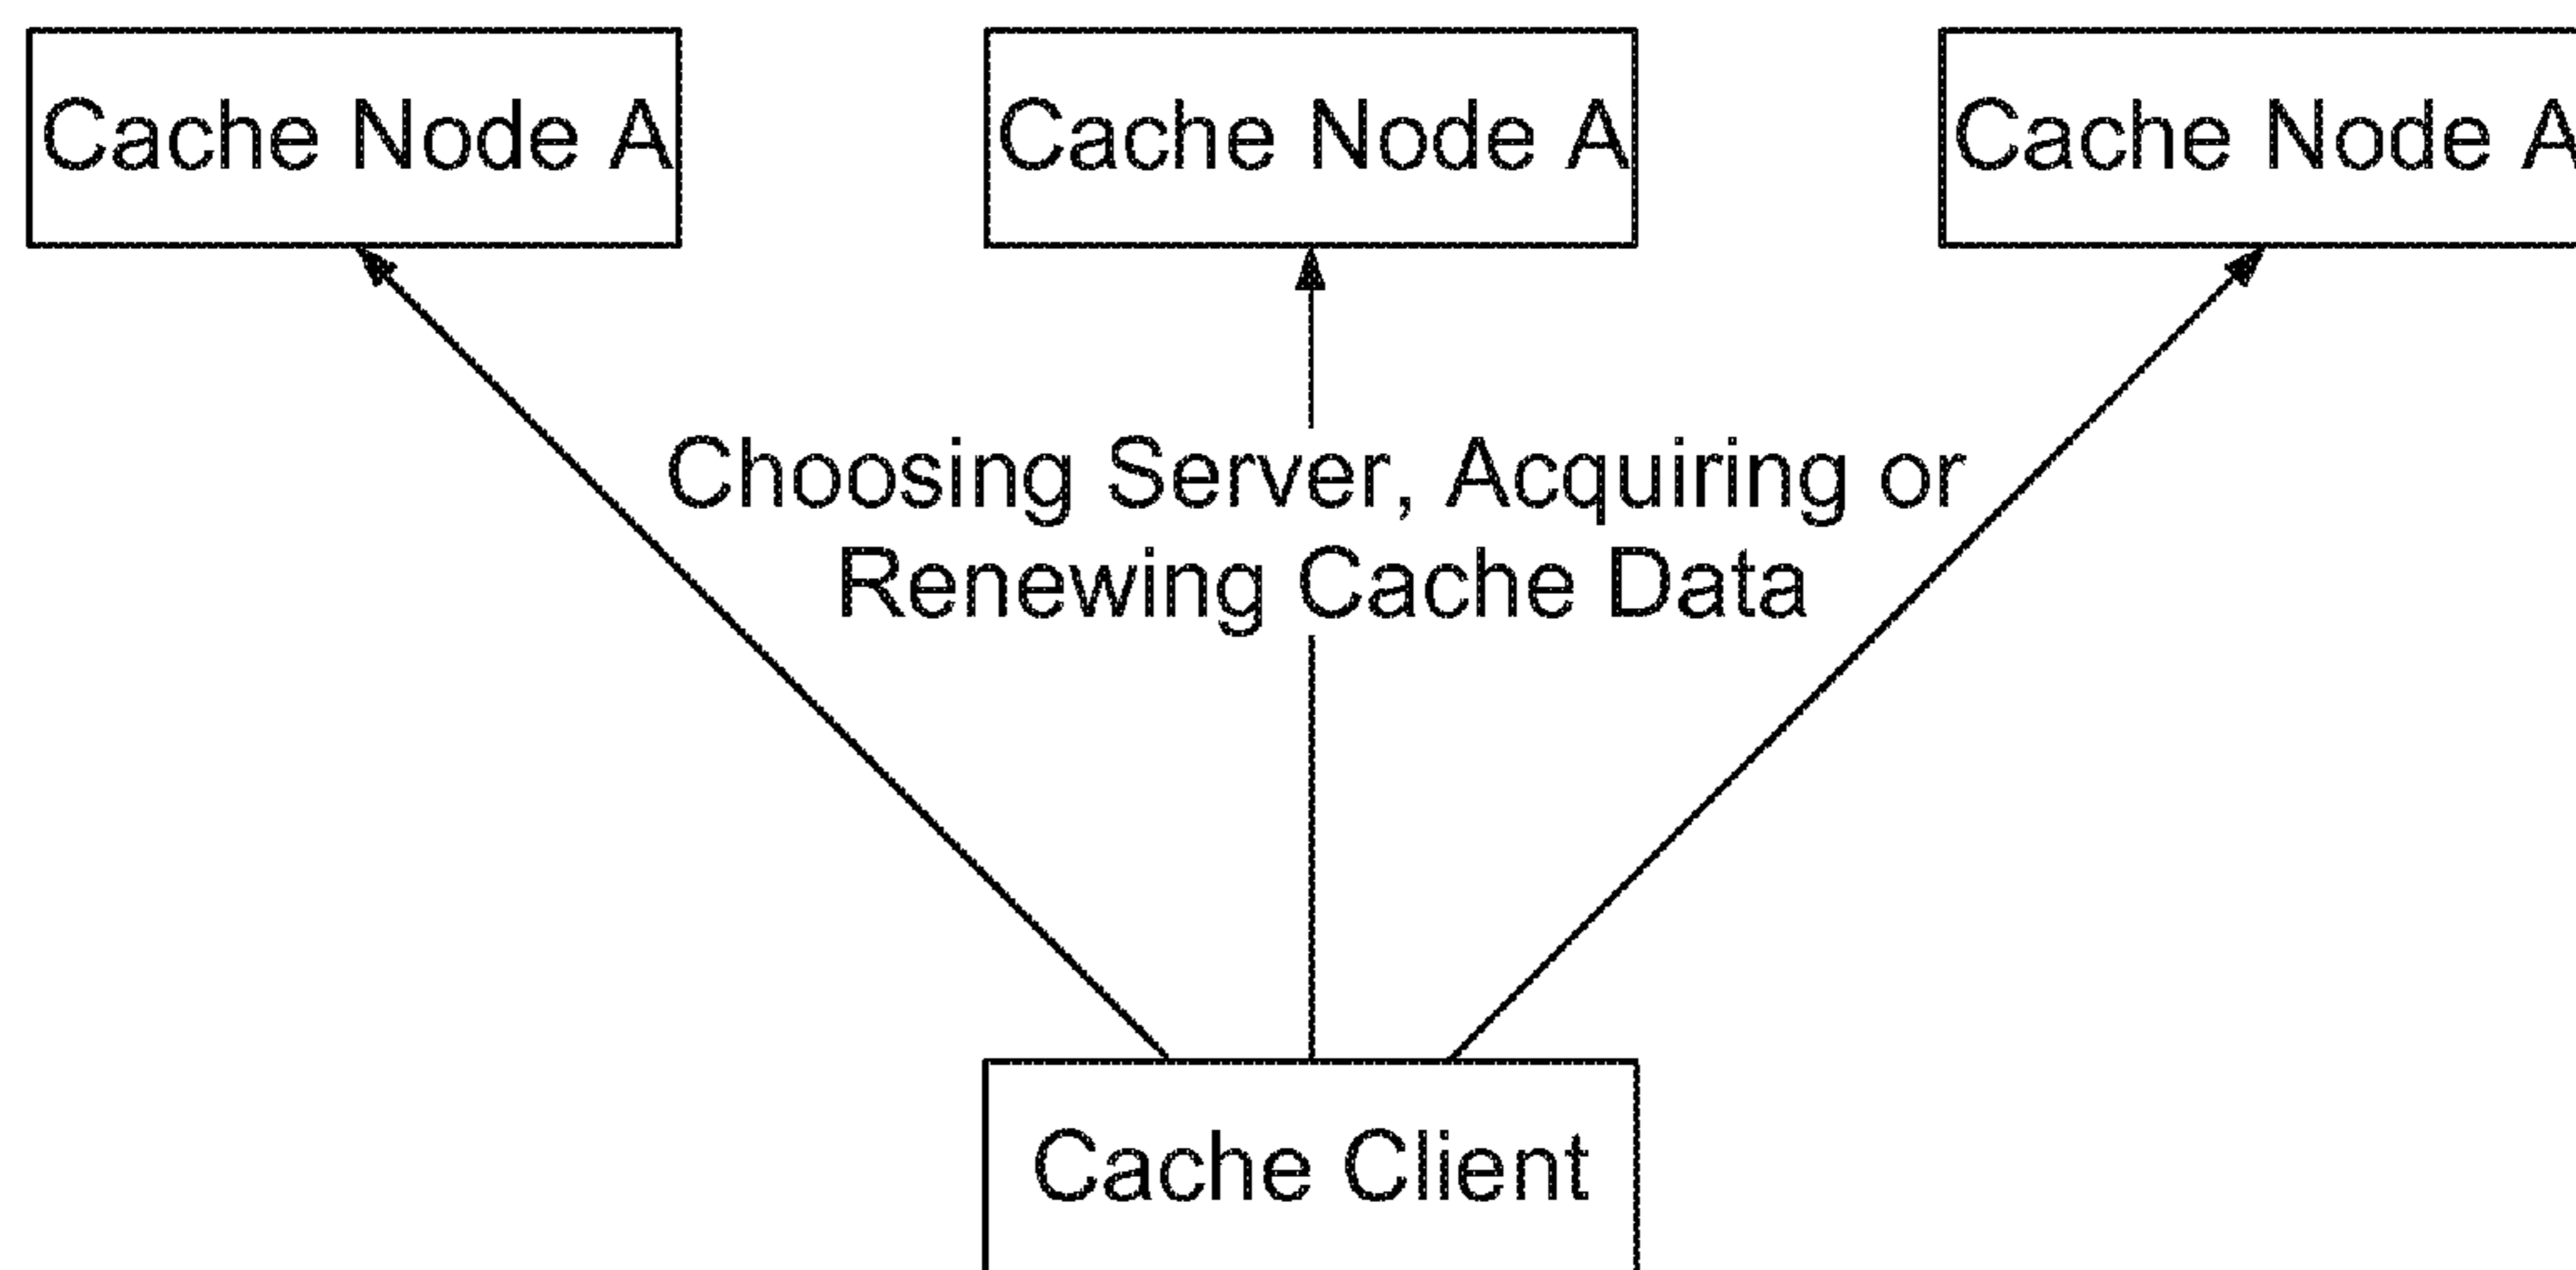 Cache Node A
Cache Node A
Cache Node A
Choosing Server, Acquiring or
Renewing Cache Data
Cache Client